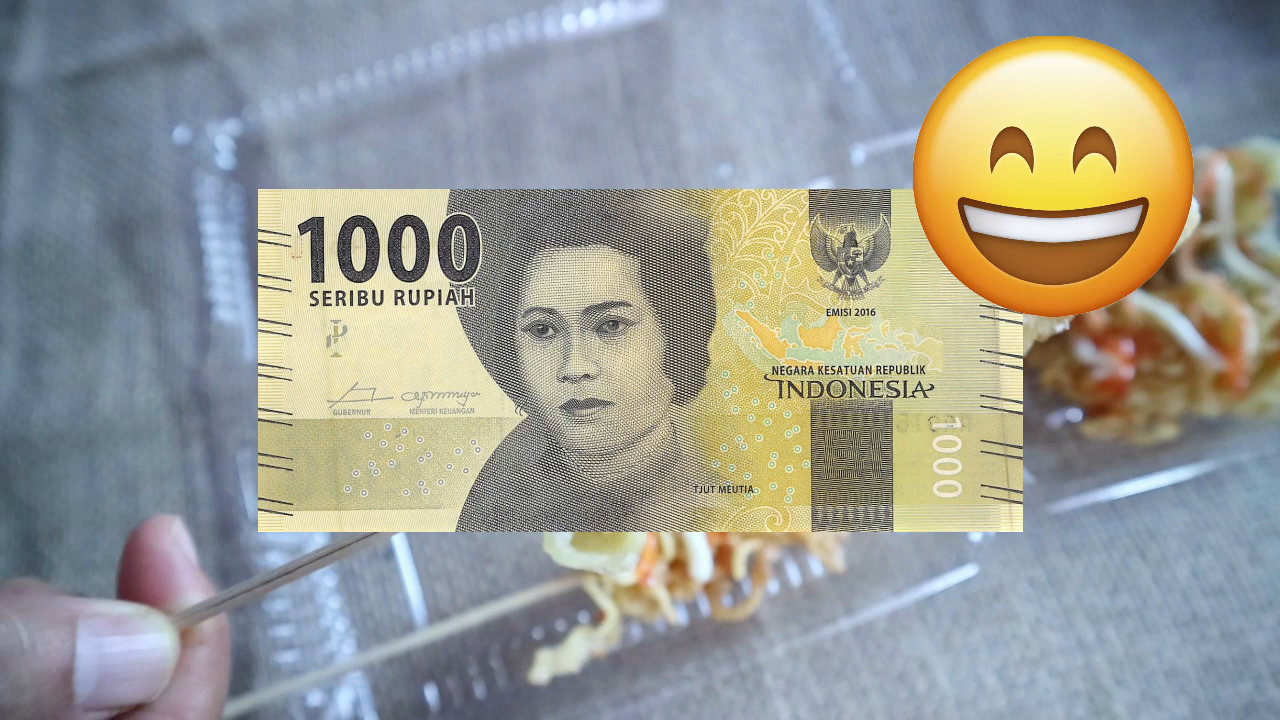 1000
SERIBU RUPIAH
EMISI 2016
NEGARA KESATUAN REPUBLIK
INDONESIA
GUBERNUR
MENTERI KEUANGAN
1000
TJUT MEUTIA